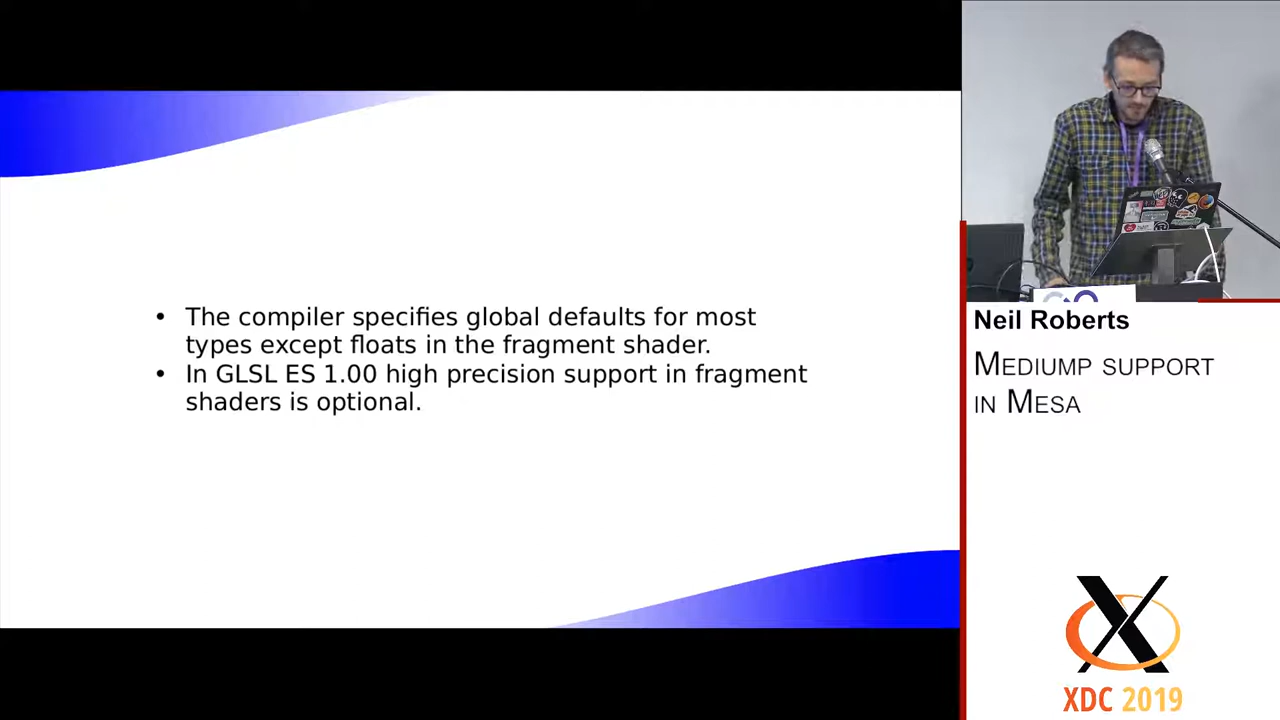 • The compiler specifies global defaults for most
types except floats in the fragment shader.
• In GLSL ES 1.00 high precision support in fragment
shaders is optional.
Neil Roberts
Mediump support
in Mesa
XDC 2019